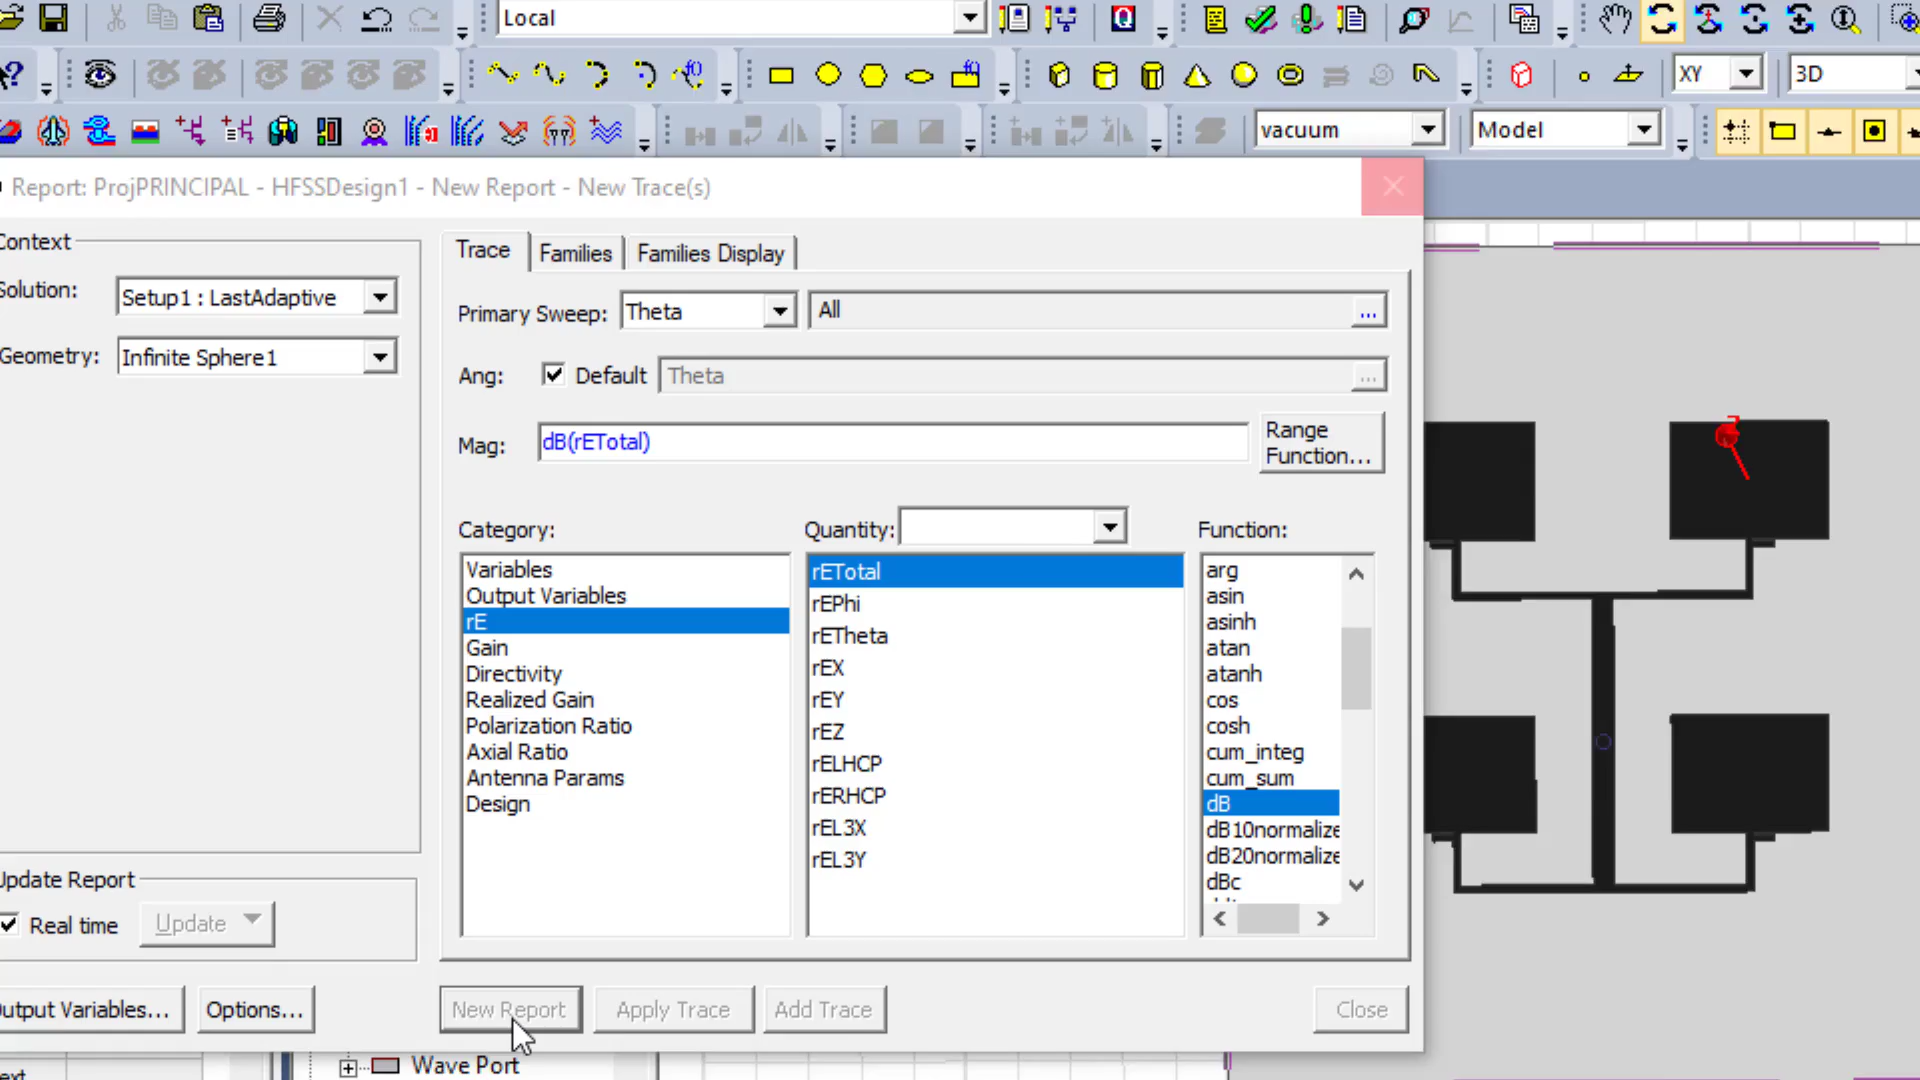 Local
XY
3D
vacuum
Model
Report: ProjPRINCIPAL - HFSSDesign1 - New Report - New Trace(s)
Context
Solution:
Setup1 : LastAdaptive
Geometry:
Infinite Sphere1
Trace
Families
Families Display
Primary Sweep:
Theta
All
...
Ang:
Default
Theta
...
Mag:
dB(rETotal)
Range
Function...
Category:
Variables
Output Variables
rE
Gain
Directivity
Realized Gain
Polarization Ratio
Axial Ratio
Antenna Params
Design
Quantity:
rETotal
rEPhi
rETheta
rEX
rEY
rEZ
rELHCP
rERHCP
rEL3X
rEL3Y
Function:
arg
asin
asinh
atan
atanh
cos
cosh
cum_integ
cum_sum
dB
dB10normalize
dB20normalize
dBc
Update Report
Real time
Update
Output Variables...
Options...
New Report
Apply Trace
Add Trace
Close
Wave Port